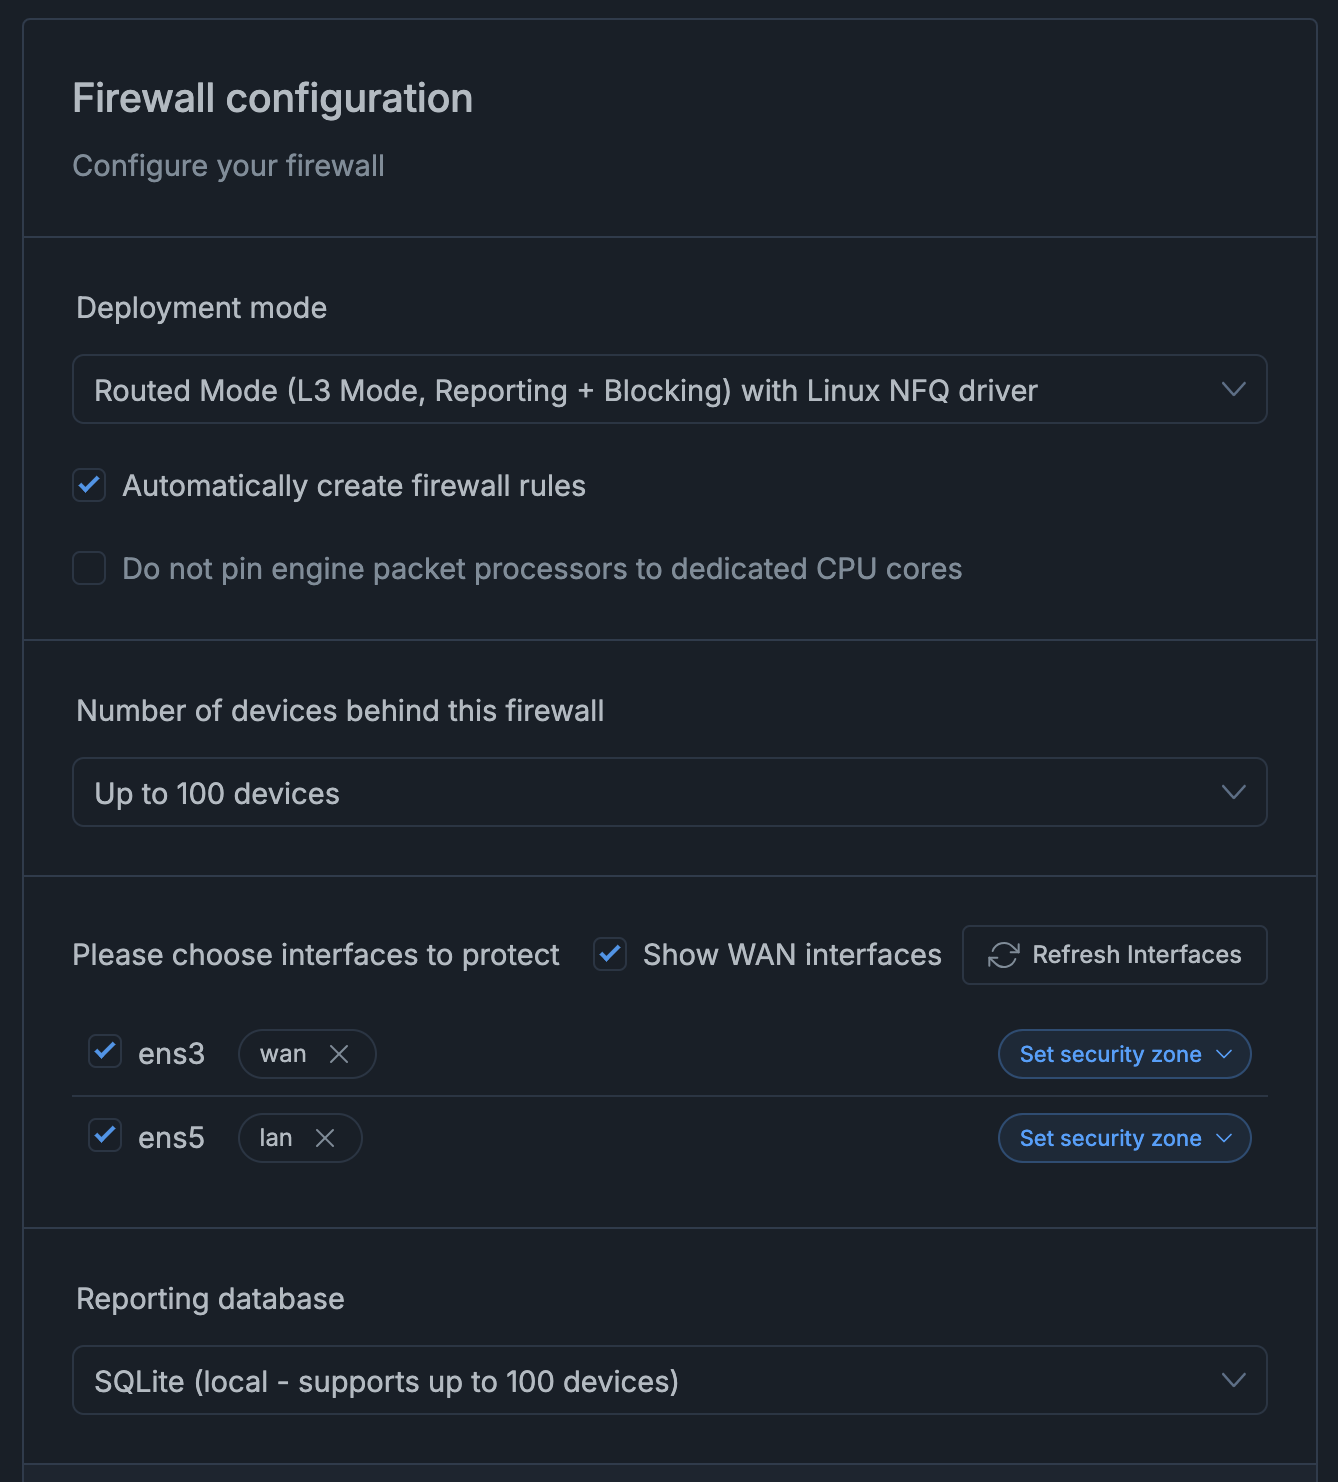 Firewall configuration
Configure your firewall
Deployment mode
Routed Mode (L3 Mode, Reporting + Blocking) with Linux NFQ driver
Automatically create firewall rules
Do not pin engine packet processors to dedicated CPU cores
Number of devices behind this firewall
Up to 100 devices
Please choose interfaces to protect Show WAN interfaces Refresh Interfaces
ens3 wan Set security zone
ens5 lan Set security zone
Reporting database
SQLite (local - supports up to 100 devices)